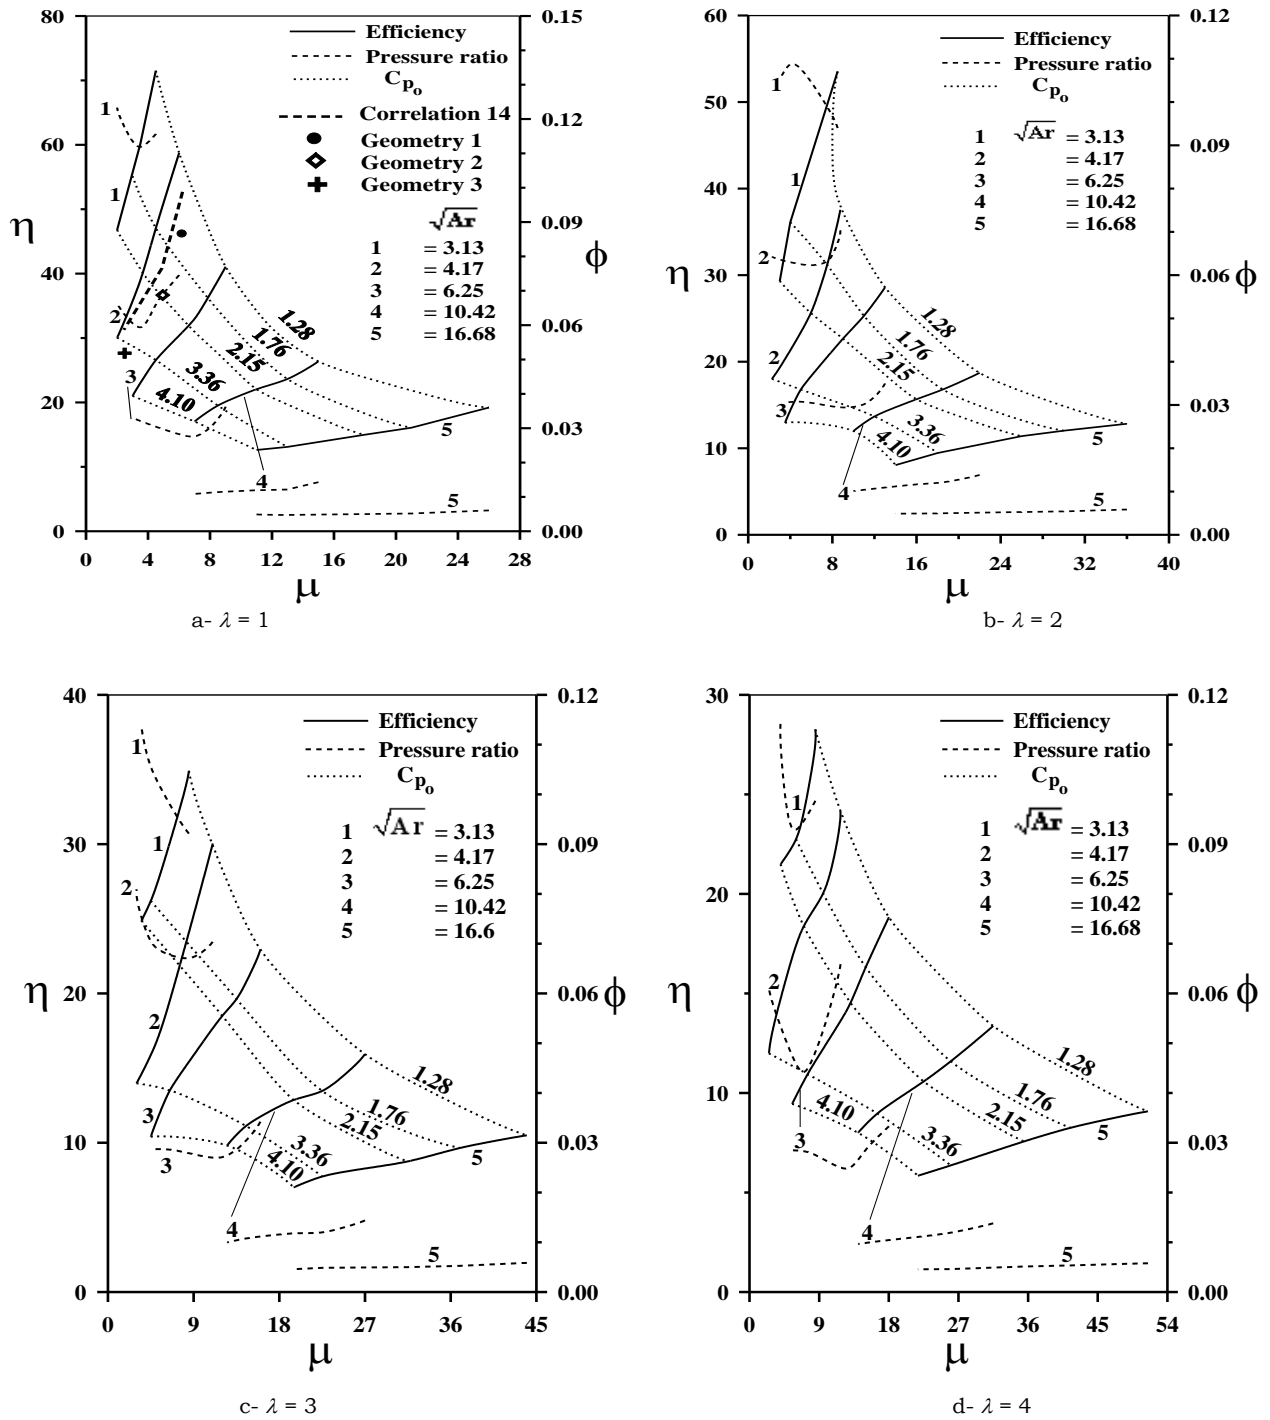 80
60
40
20
0
0.15
0.12
0.09
0.06
0.03
0.00
η
ϕ
Efficiency
Pressure ratio
Cpo
Correlation 14
Geometry 1
Geometry 2
Geometry 3
√Ar
1 = 3.13
2 = 4.17
3 = 6.25
4 = 10.42
5 = 16.68
1
1
2
3
4
5
5
1.28
1.76
2.15
3.36
4.10
0 4 8 12 16 20 24 28
μ
a- λ = 1
60
50
40
30
20
10
0
0.12
0.09
0.06
0.03
0.00
η
ϕ
Efficiency
Pressure ratio
Cpo
1 √Ar = 3.13
2 = 4.17
3 = 6.25
4 = 10.42
5 = 16.68
1
1
2
2
3
4
5
5
1.28
1.76
2.15
3.36
4.10
0 8 16 24 32 40
μ
b- λ = 2
40
30
20
10
0
0.12
0.09
0.06
0.03
0.00
η
ϕ
Efficiency
Pressure ratio
Cpo
1 √Ar = 3.13
2 = 4.17
3 = 6.25
4 = 10.42
5 = 16.6
1
1
2
2
3
3
4
5
5
1.28
1.76
2.15
3.36
4.10
0 9 18 27 36 45
μ
c- λ = 3
30
20
10
0
0.12
0.09
0.06
0.03
0.00
η
ϕ
Efficiency
Pressure ratio
Cpo
1 √Ar = 3.13
2 = 4.17
3 = 6.25
4 = 10.42
5 = 16.68
1
2
3
4
5
5
1.28
1.76
2.15
3.36
4.10
0 9 18 27 36 45 54
μ
d- λ = 4